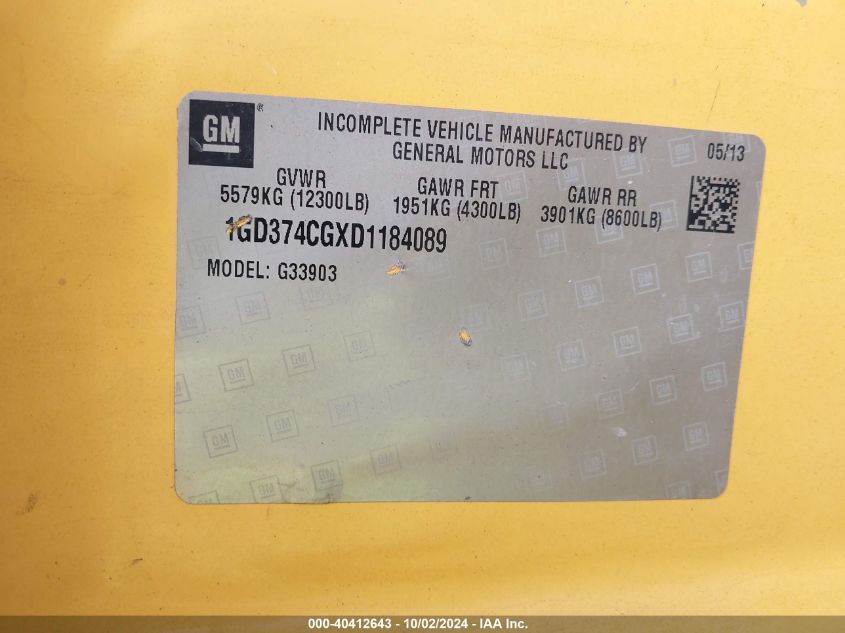 GM
INCOMPLETE VEHICLE MANUFACTURED BY
GENERAL MOTORS LLC
05/13
GVWR
5579KG (12300LB)
GAWR FRT
1951KG (4300LB)
GAWR RR
3901KG (8600LB)
1GD374CGXD1184089
MODEL: G33903
000-40412643 - 10/02/2024 - IAA Inc.